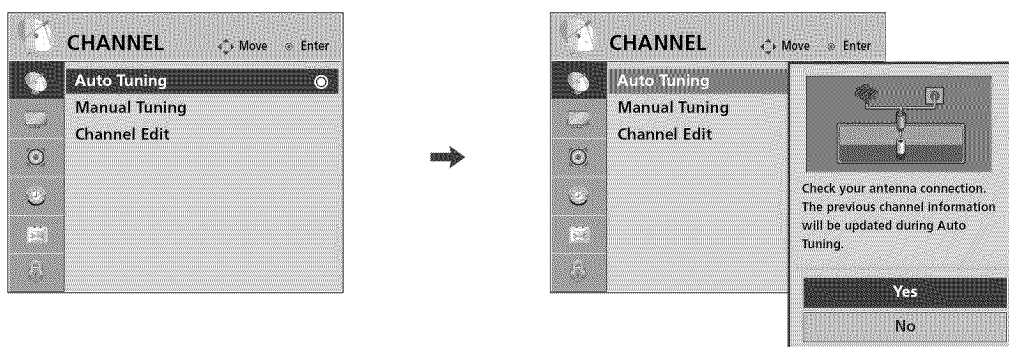 CHANNEL Move Enter
Auto Tuning
Manual Tuning
Channel Edit
CHANNEL Move Enter
Auto Tuning
Manual Tuning
Channel Edit
Check your antenna connection.
The previous channel information
will be updated during Auto
Tuning.
Yes
No